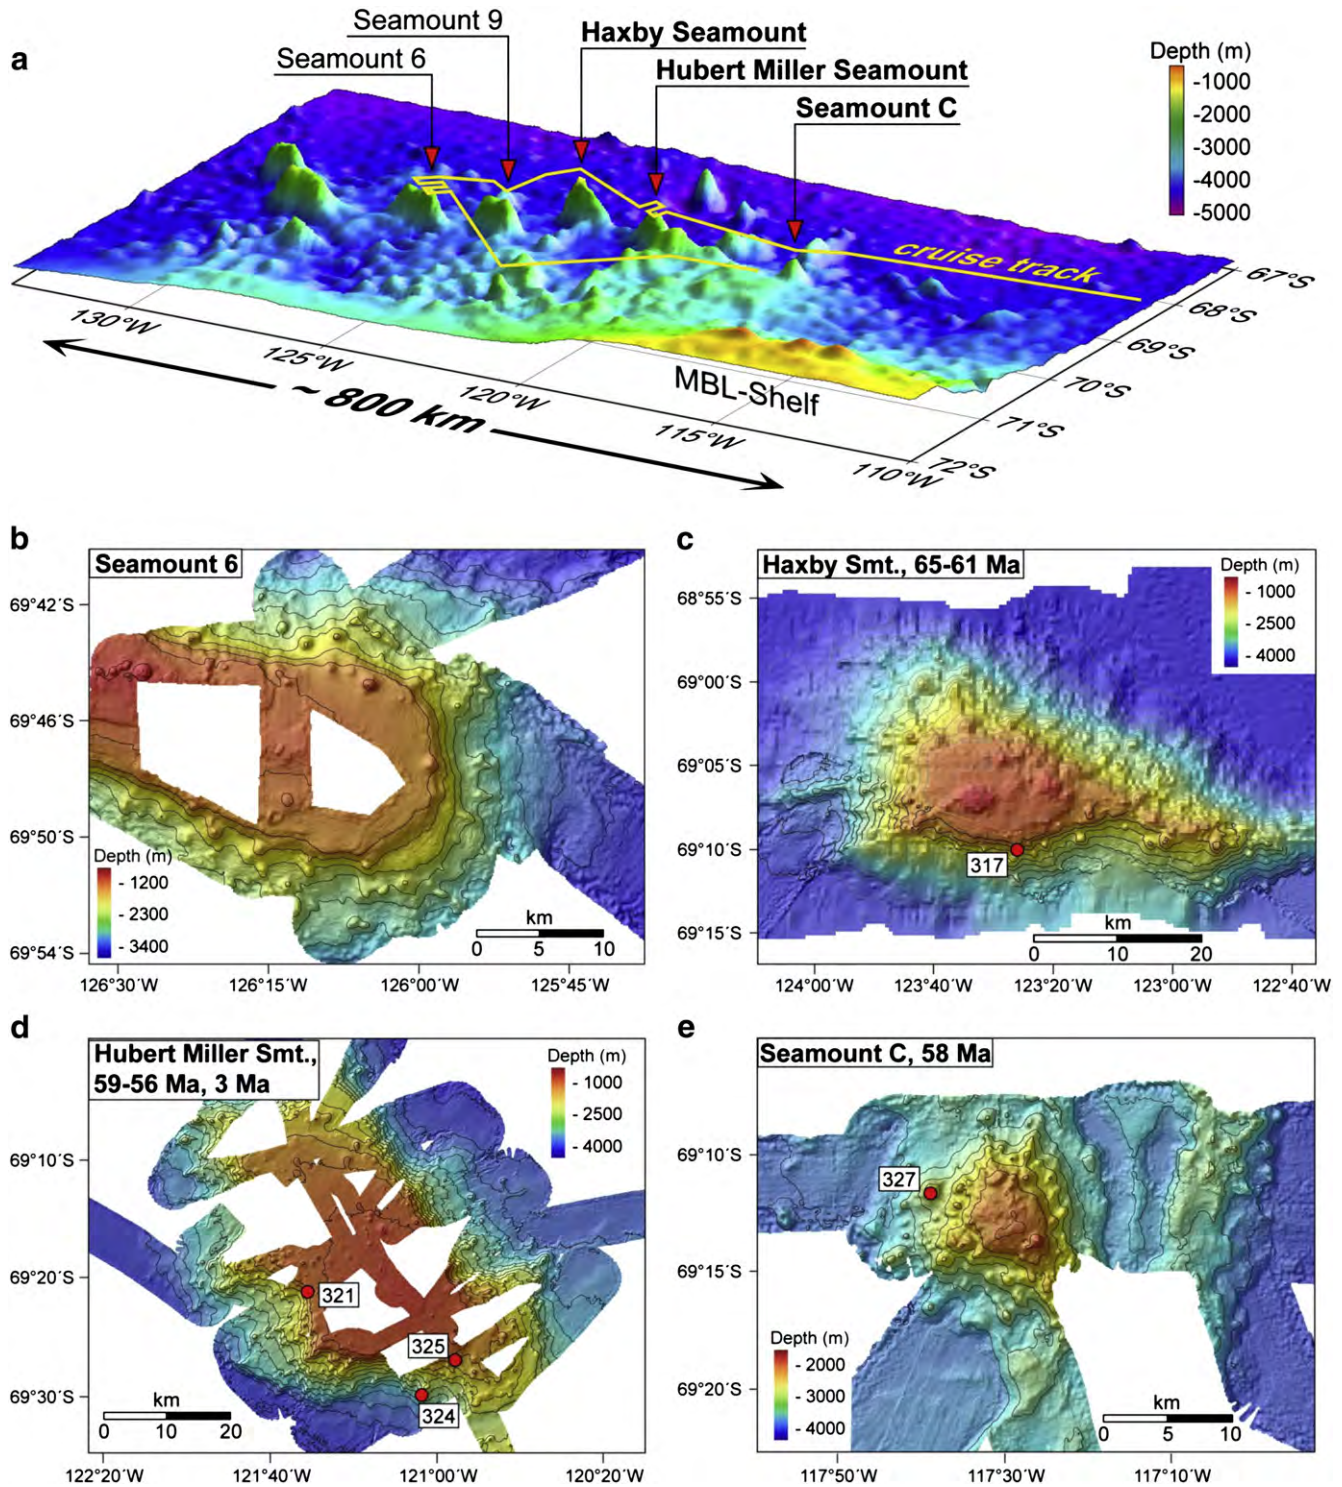 a
Seamount 9
Seamount 6
Haxby Seamount
Hubert Miller Seamount
Seamount C
Depth (m)
-1000
-2000
-3000
-4000
-5000
cruise track
130°W
125°W
120°W
115°W
110°W
67°S
68°S
69°S
70°S
71°S
72°S
~ 800 km
MBL-Shelf
b
Seamount 6
69°42´S
69°46´S
69°50´S
69°54´S
Depth (m)
- 1200
- 2300
- 3400
km
0 5 10
126°30´W 126°15´W 126°00´W 125°45´W
c
Haxby Smt., 65-61 Ma
Depth (m)
- 1000
- 2500
- 4000
68°55´S
69°00´S
69°05´S
69°10´S
69°15´S
317
km
0 10 20
124°00´W 123°40´W 123°20´W 123°00´W 122°40´W
d
Hubert Miller Smt.,
59-56 Ma, 3 Ma
Depth (m)
- 1000
- 2500
- 4000
69°10´S
69°20´S
69°30´S
321
325
324
km
0 10 20
122°20´W 121°40´W 121°00´W 120°20´W
e
Seamount C, 58 Ma
69°10´S
69°15´S
69°20´S
327
Depth (m)
- 2000
- 3000
- 4000
km
0 5 10
117°50´W 117°30´W 117°10´W